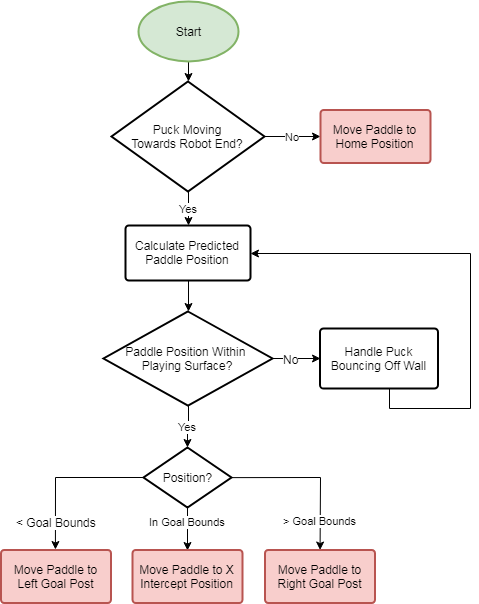 Start
Puck Moving
Towards Robot End?
No
Move Paddle to
Home Position
Yes
Calculate Predicted
Paddle Position
Paddle Position Within
Playing Surface?
No
Handle Puck
Bouncing Off Wall
Yes
Position?
< Goal Bounds
In Goal Bounds
> Goal Bounds
Move Paddle to
Left Goal Post
Move Paddle to X
Intercept Position
Move Paddle to
Right Goal Post